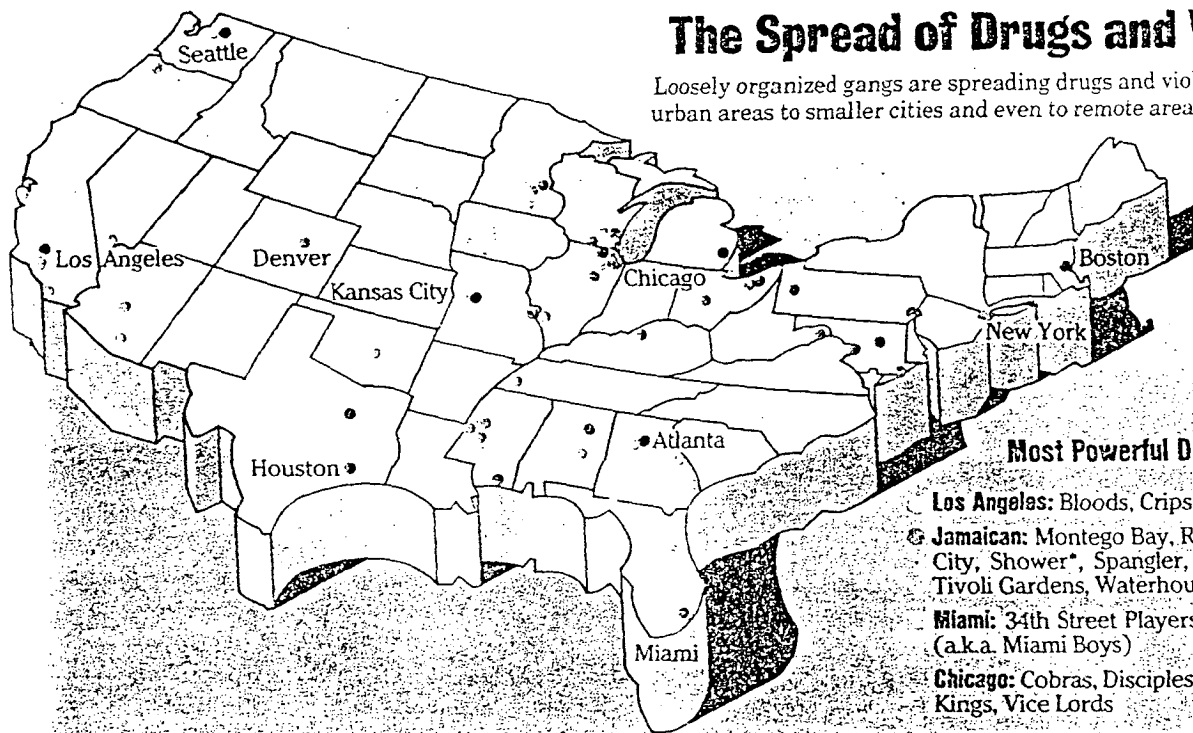 The Spread of Drugs and
Loosely organized gangs are spreading drugs and viol
urban areas to smaller cities and even to remote area
Seattle
Los Angeles
Denver
Kansas City
Chicago
Boston
New York
Houston
Atlanta
Miami
Most Powerful D
Los Angeles: Bloods, Crips
Jamaican: Montego Bay, R
City, Shower*, Spangler,
Tivoli Gardens, Waterhou
Miami: 34th Street Players
(a.k.a. Miami Boys)
Chicago: Cobras, Disciples
Kings, Vice Lords